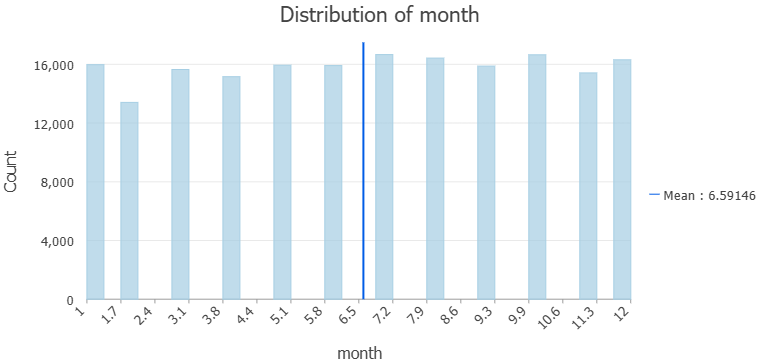 Distribution of month
Count
16,000
12,000
8,000
4,000
0
1 1.7 2.4 3.1 3.8 4.4 5.1 5.8 6.5 7.2 7.9 8.6 9.3 9.9 10.6 11.3 12
month
Mean : 6.59146